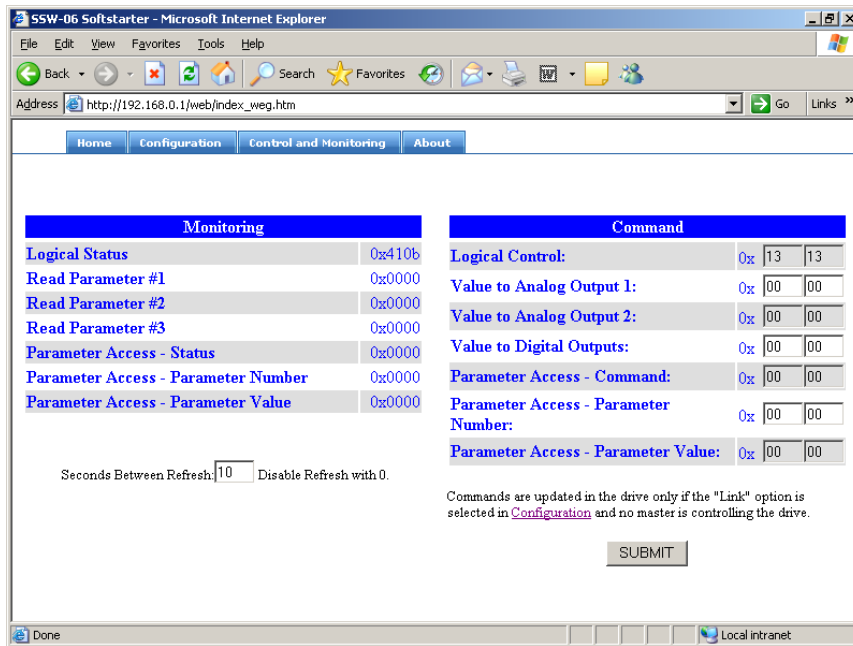 SSW-06 Softstarter - Microsoft Internet Explorer
File Edit View Favorites Tools Help
Back Search Favorites
Address http://192.168.0.1/web/index_weg.htm Go Links »
Home Configuration Control and Monitoring About
Monitoring
Logical Status 0x410b
Read Parameter #1 0x0000
Read Parameter #2 0x0000
Read Parameter #3 0x0000
Parameter Access - Status 0x0000
Parameter Access - Parameter Number 0x0000
Parameter Access - Parameter Value 0x0000
Seconds Between Refresh: 10 Disable Refresh with 0.
Command
Logical Control: 0x 13 13
Value to Analog Output 1: 0x 00 00
Value to Analog Output 2: 0x 00 00
Value to Digital Outputs: 0x 00 00
Parameter Access - Command: 0x 00 00
Parameter Access - Parameter
Number: 0x 00 00
Parameter Access - Parameter Value: 0x 00 00
Commands are updated in the drive only if the "Link" option is
selected in Configuration and no master is controlling the drive.
SUBMIT
Done Local intranet